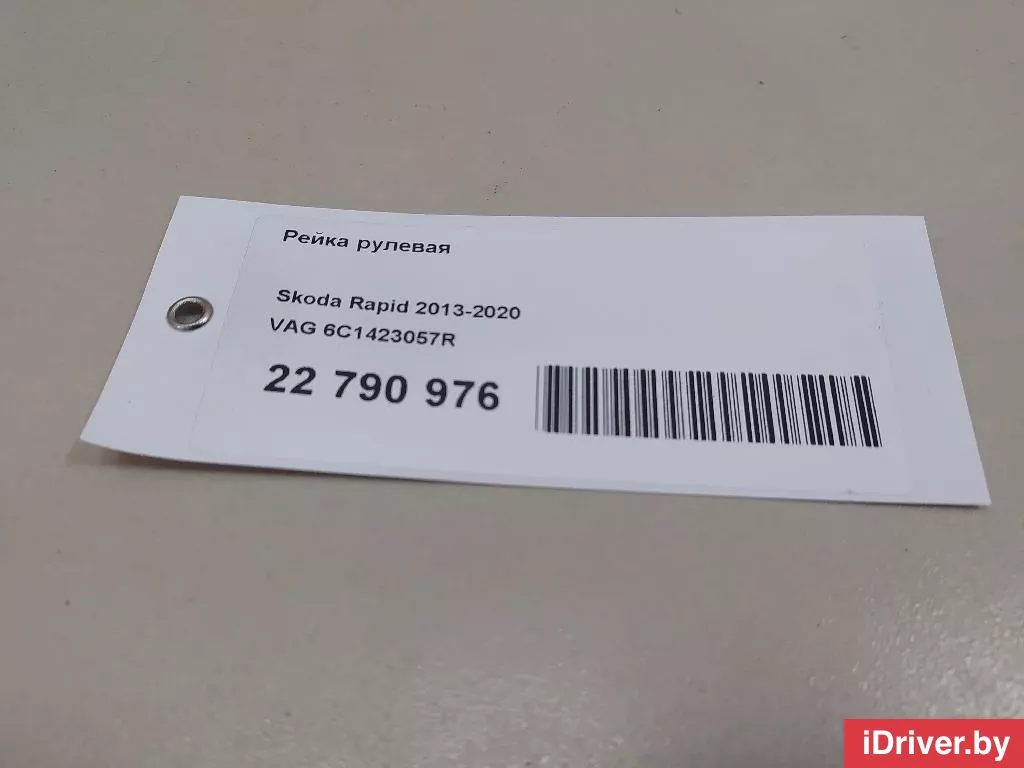 Рейка рулевая
Skoda Rapid 2013-2020
VAG 6C1423057R
22 790 976
iDriver.by